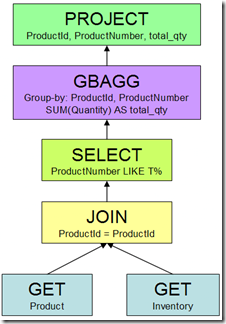 PROJECT
ProductId, ProductNumber, total_qty
GBAGG
Group-by: ProductId, ProductNumber
SUM(Quantity) AS total_qty
SELECT
ProductNumber LIKE T%
JOIN
ProductId = ProductId
GET
Product
GET
Inventory